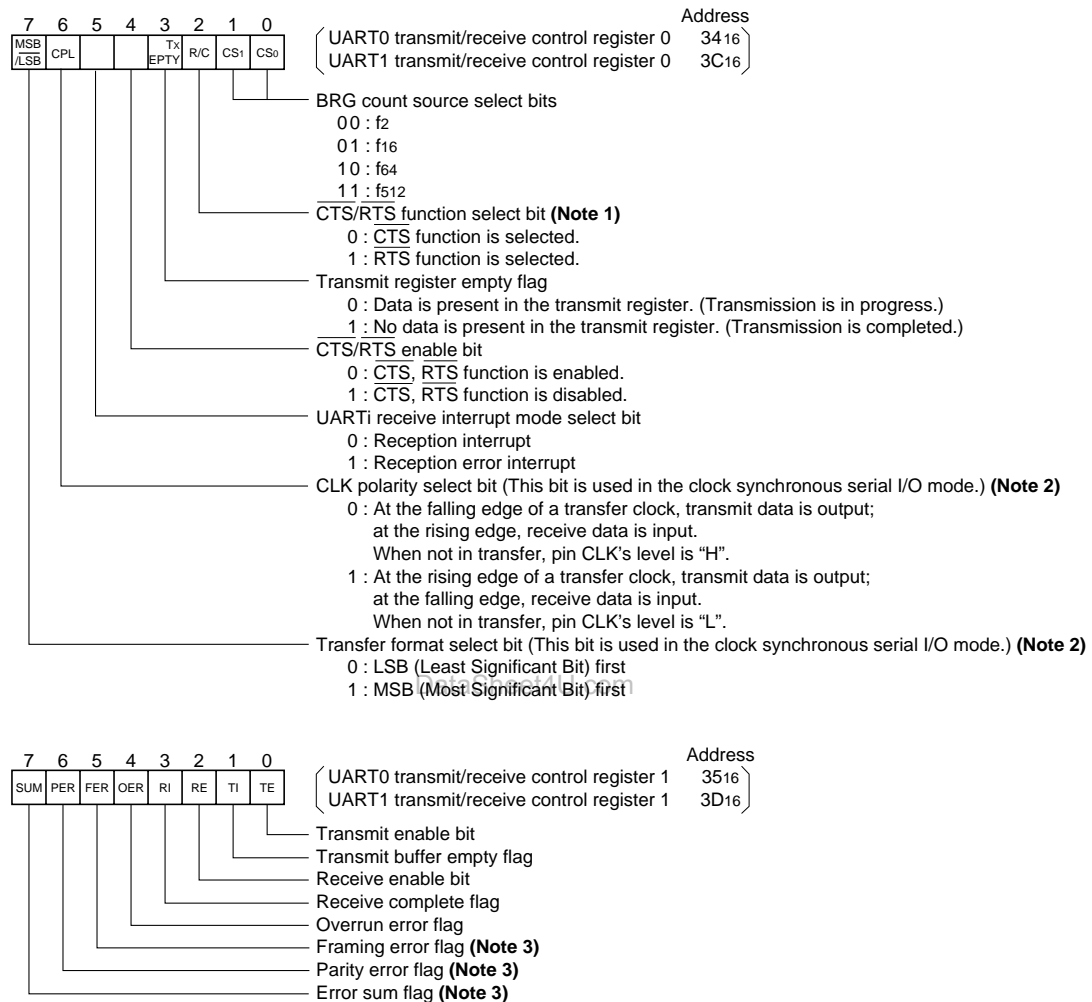 Address
7 6 5 4 3 2 1 0
MSB/LSB CPL Tx EPTY R/C CS1 CS0
UART0 transmit/receive control register 0 3416
UART1 transmit/receive control register 0 3C16
BRG count source select bits
0 0 : f2
0 1 : f16
1 0 : f64
1 1 : f512
CTS/RTS function select bit (Note 1)
0 : CTS function is selected.
1 : RTS function is selected.
Transmit register empty flag
0 : Data is present in the transmit register. (Transmission is in progress.)
1 : No data is present in the transmit register. (Transmission is completed.)
CTS/RTS enable bit
0 : CTS, RTS function is enabled.
1 : CTS, RTS function is disabled.
UARTi receive interrupt mode select bit
0 : Reception interrupt
1 : Reception error interrupt
CLK polarity select bit (This bit is used in the clock synchronous serial I/O mode.) (Note 2)
0 : At the falling edge of a transfer clock, transmit data is output;
at the rising edge, receive data is input.
When not in transfer, pin CLK's level is “H”.
1 : At the rising edge of a transfer clock, transmit data is output;
at the falling edge, receive data is input.
When not in transfer, pin CLK's level is “L”.
Transfer format select bit (This bit is used in the clock synchronous serial I/O mode.) (Note 2)
0 : LSB (Least Significant Bit) first
1 : MSB (Most Significant Bit) first
DataSheet4U.com
Address
7 6 5 4 3 2 1 0
SUM PER FER OER RI RE TI TE
UART0 transmit/receive control register 1 3516
UART1 transmit/receive control register 1 3D16
Transmit enable bit
Transmit buffer empty flag
Receive enable bit
Receive complete flag
Overrun error flag
Framing error flag (Note 3)
Parity error flag (Note 3)
Error sum flag (Note 3)